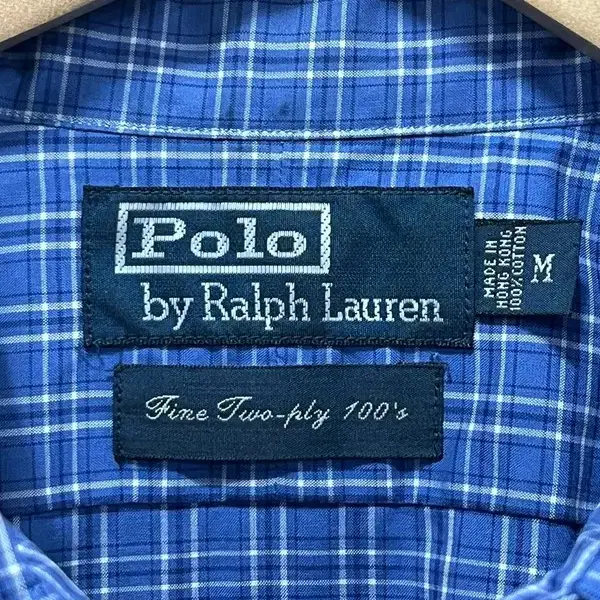 Polo
by Ralph Lauren
MADE IN
HONG KONG
100% COTTON
M
Fine Two-ply 100's